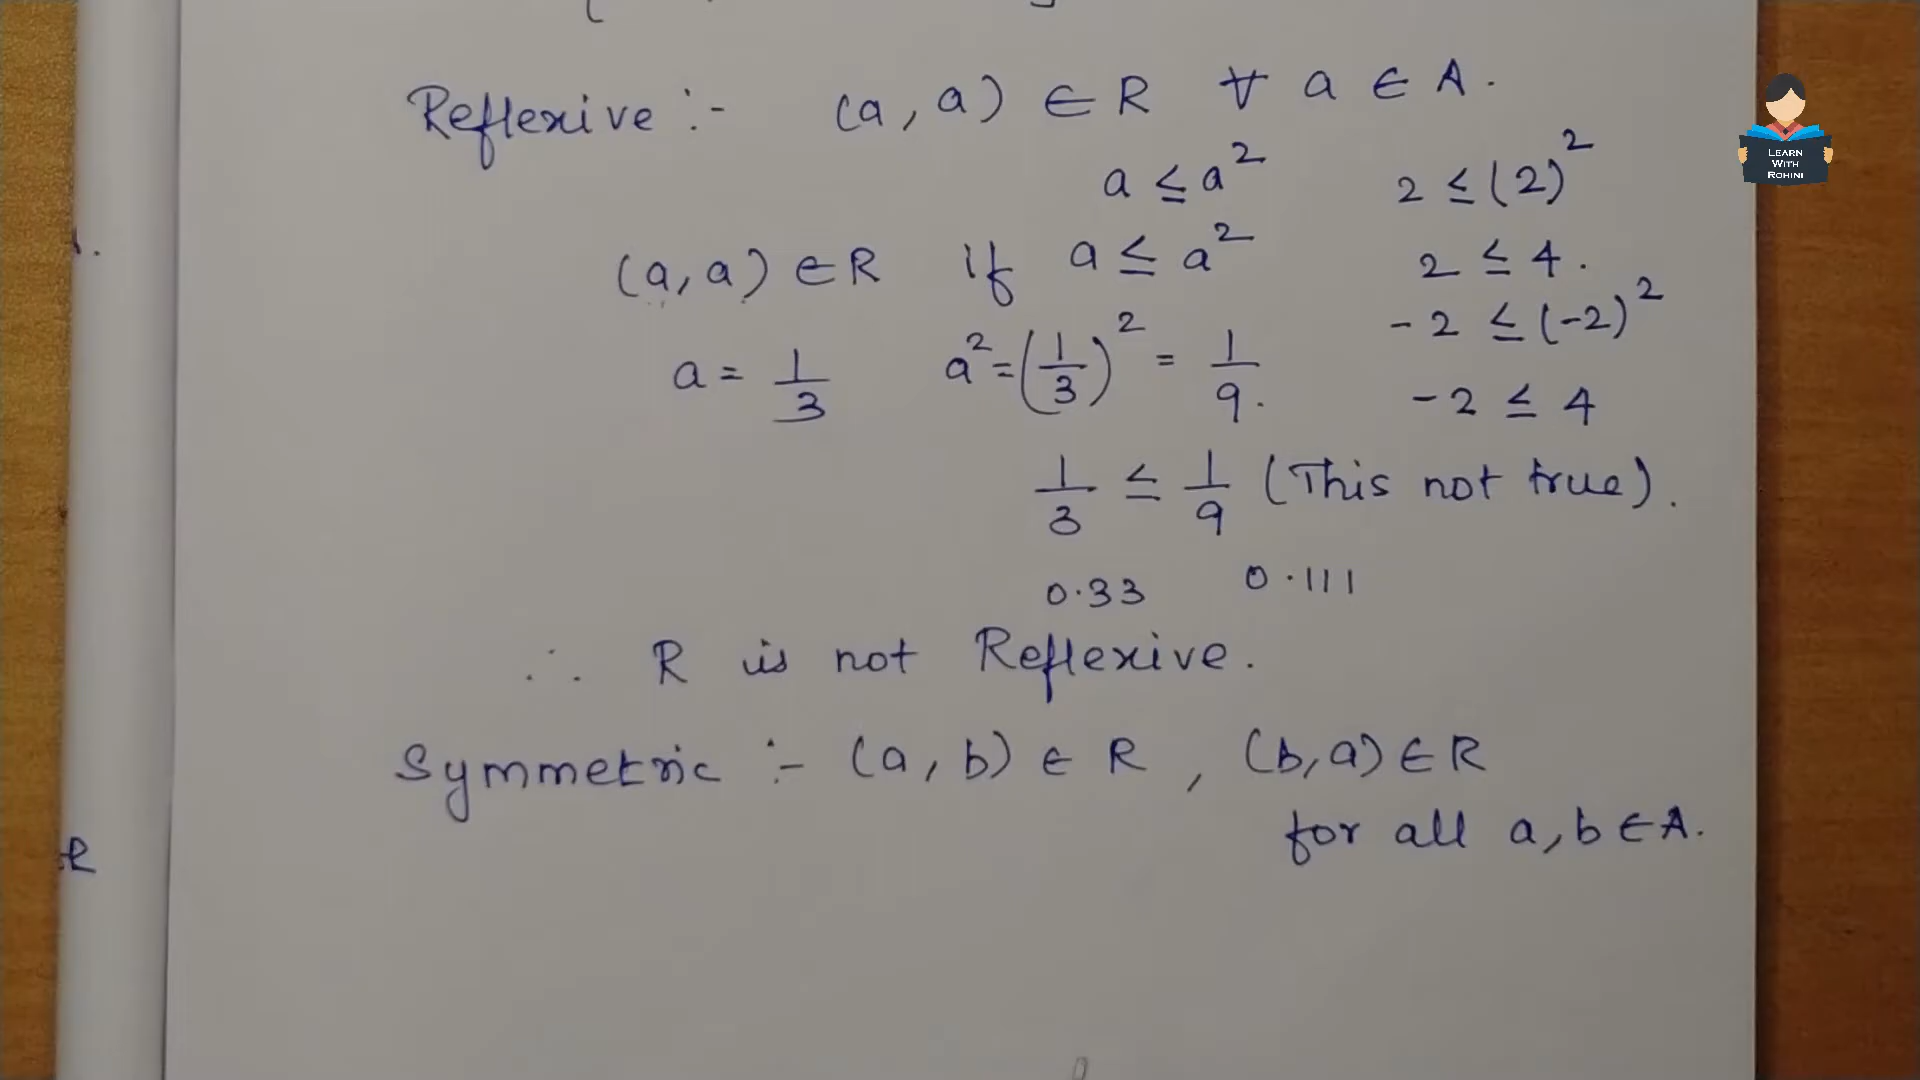 Reflexive :- (a, a) ∈ R ∀ a ∈ A.
a ≤ a² 2 ≤ (2)²
(a, a) ∈ R if a ≤ a² 2 ≤ 4.
-2 ≤ (-2)²
a = 1/3 a² = (1/3)² = 1/9. -2 ≤ 4
1/3 ≤ 1/9 (This not true).
0.33 0.111
∴ R is not Reflexive.
Symmetric :- (a, b) ∈ R , (b, a) ∈ R
for all a, b ∈ A.
R
LEARN
WITH
ROHINI